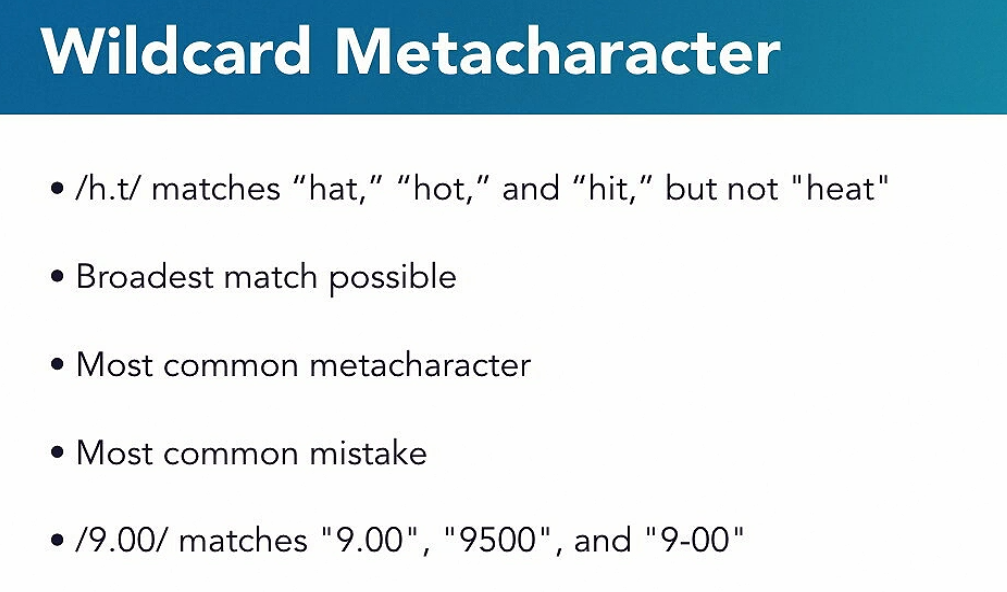 Wildcard Metacharacter
• /h.t/ matches “hat,” “hot,” and “hit,” but not "heat"
• Broadest match possible
• Most common metacharacter
• Most common mistake
• /9.00/ matches "9.00", "9500", and "9-00"